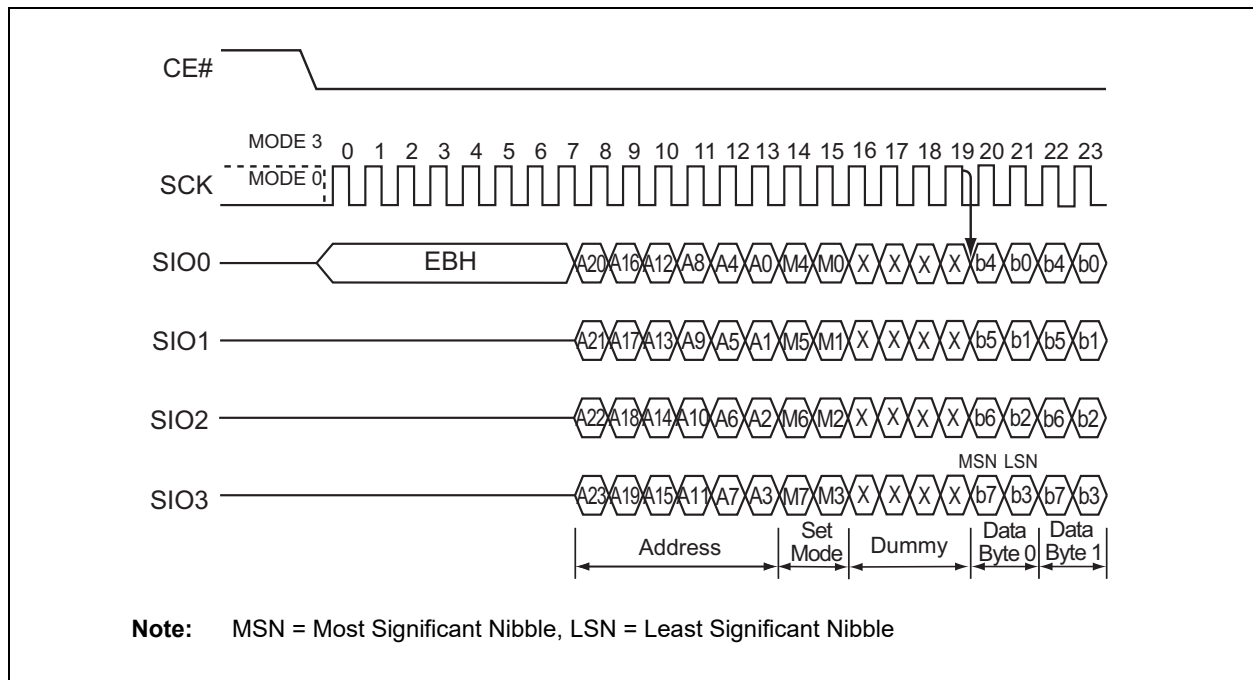 CE#
MODE 3
0 1 2 3 4 5 6 7 8 9 10 11 12 13 14 15 16 17 18 19 20 21 22 23
SCK
MODE 0
SIO0 EBH A20 A16 A12 A8 A4 A0 M4 M0 X X X X b4 b0 b4 b0
SIO1 A21 A17 A13 A9 A5 A1 M5 M1 X X X X b5 b1 b5 b1
SIO2 A22 A18 A14 A10 A6 A2 M6 M2 X X X X b6 b2 b6 b2
MSN LSN
SIO3 A23 A19 A15 A11 A7 A3 M7 M3 X X X X b7 b3 b7 b3
Address
Set
Mode
Dummy
Data
Byte 0
Data
Byte 1
Note: MSN = Most Significant Nibble, LSN = Least Significant Nibble